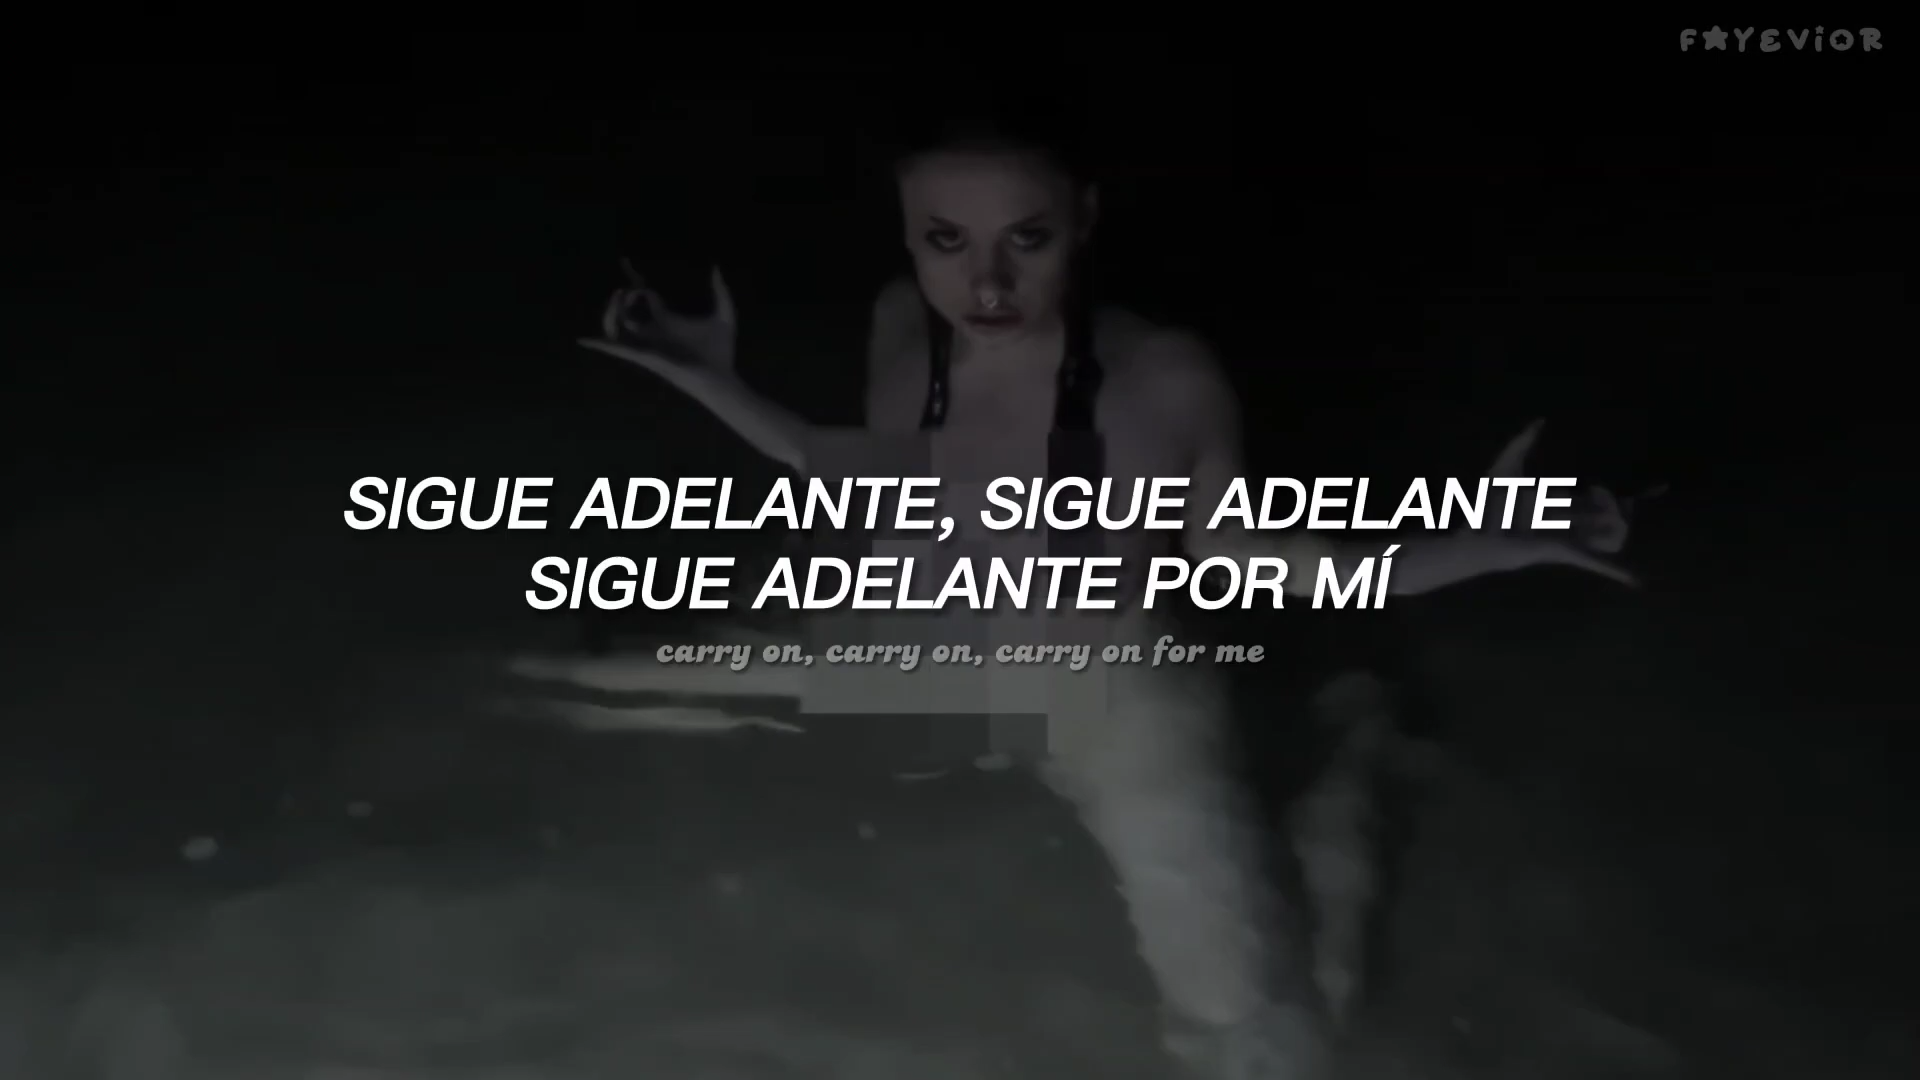 FAYEVIOR
SIGUE ADELANTE, SIGUE ADELANTE
SIGUE ADELANTE POR MÍ
carry on, carry on, carry on for me